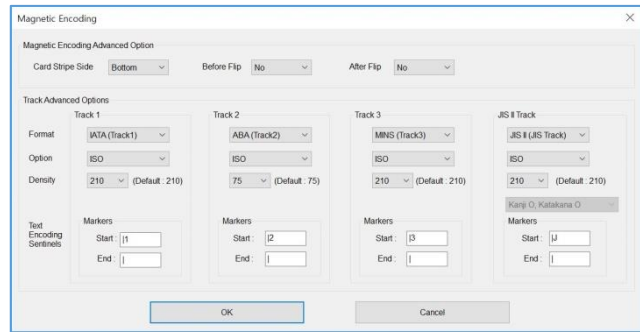 Magnetic Encoding
Magnetic Encoding Advanced Option
Card Stripe Side Bottom Before Flip No After Flip No
Track Advanced Options
Track 1 Track 2 Track 3 JIS II Track
Format IATA (Track1) ABA (Track2) MINS (Track3) JIS II (JIS Track)
Option ISO ISO ISO ISO
Density 210 (Default : 210) 75 (Default : 75) 210 (Default : 210) 210 (Default : 210)
Kanji O, Katakana O
Text Encoding Sentinels
Markers Markers Markers Markers
Start : |1 Start : |2 Start : |3 Start : |J
End : | End : | End : | End : |
OK Cancel